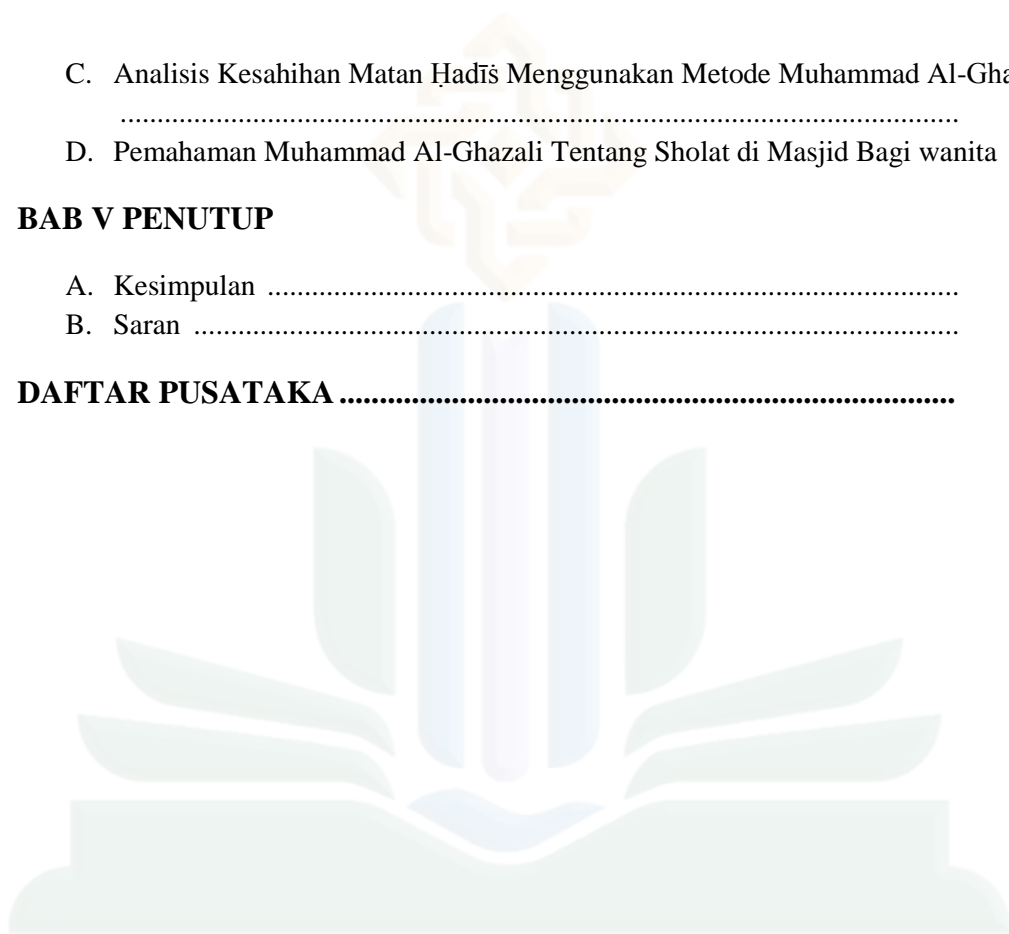 C. Analisis Kesahihan Matan Ḥadīṡ Menggunakan Metode Muhammad Al-Gha
..........................................................................................................
D. Pemahaman Muhammad Al-Ghazali Tentang Sholat di Masjid Bagi wanita
BAB V PENUTUP
A. Kesimpulan ........................................................................................
B. Saran .................................................................................................
DAFTAR PUSATAKA ............................................................................